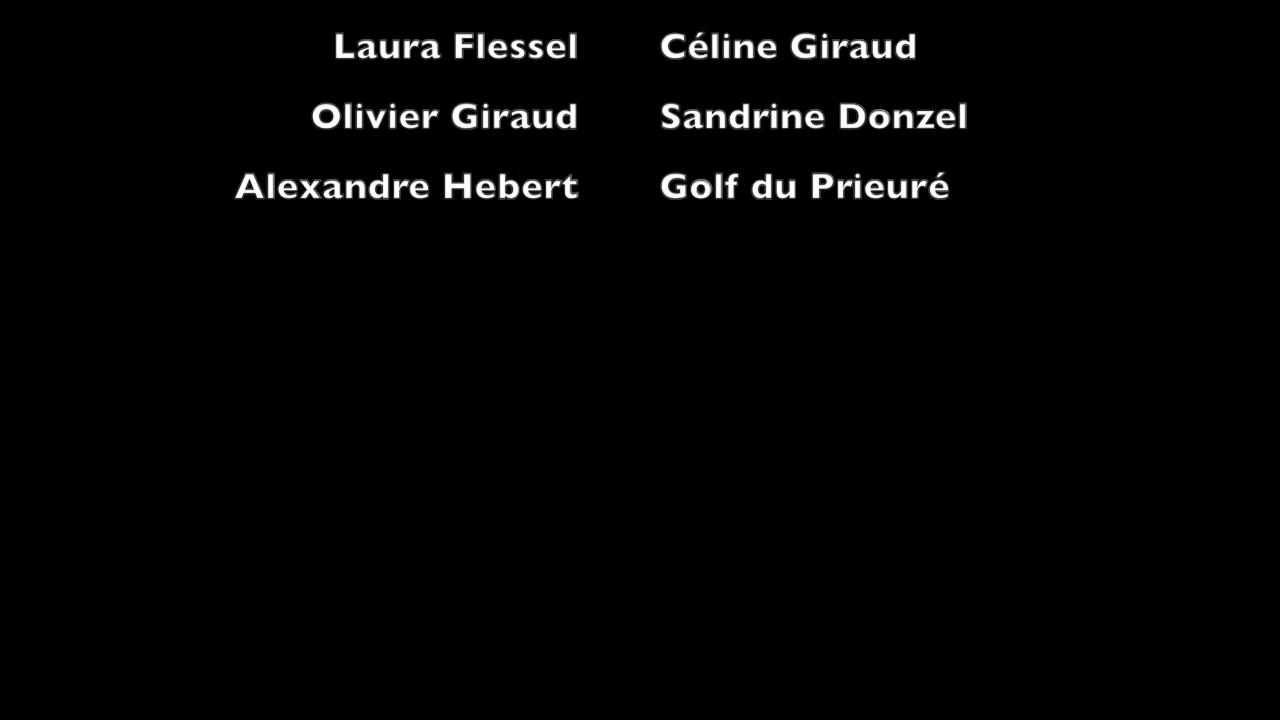 Laura Flessel Céline Giraud
Olivier Giraud Sandrine Donzel
Alexandre Hebert Golf du Prieuré